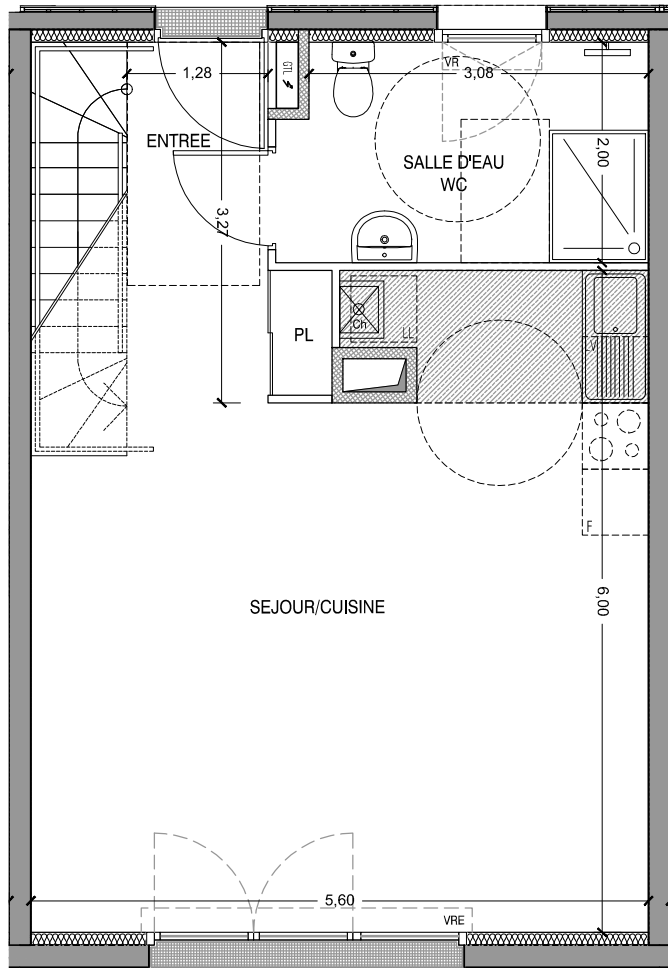 VR
1,28
GTL
3,08
ENTREE
2,00
SALLE D'EAU
WC
3,27
PL
Ch
LL
LV
F
SEJOUR/CUISINE
6,00
5,60
VRE